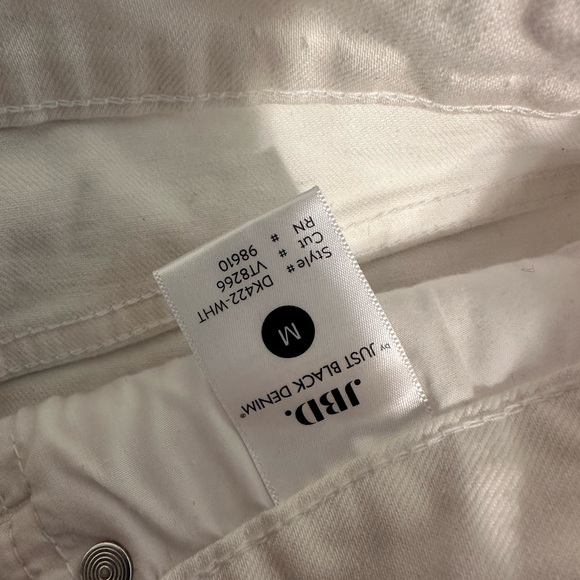 JBD.
by JUST BLACK DENIM®
M
Style # DK422-WHT
Cut # VT8266
RN # 98610